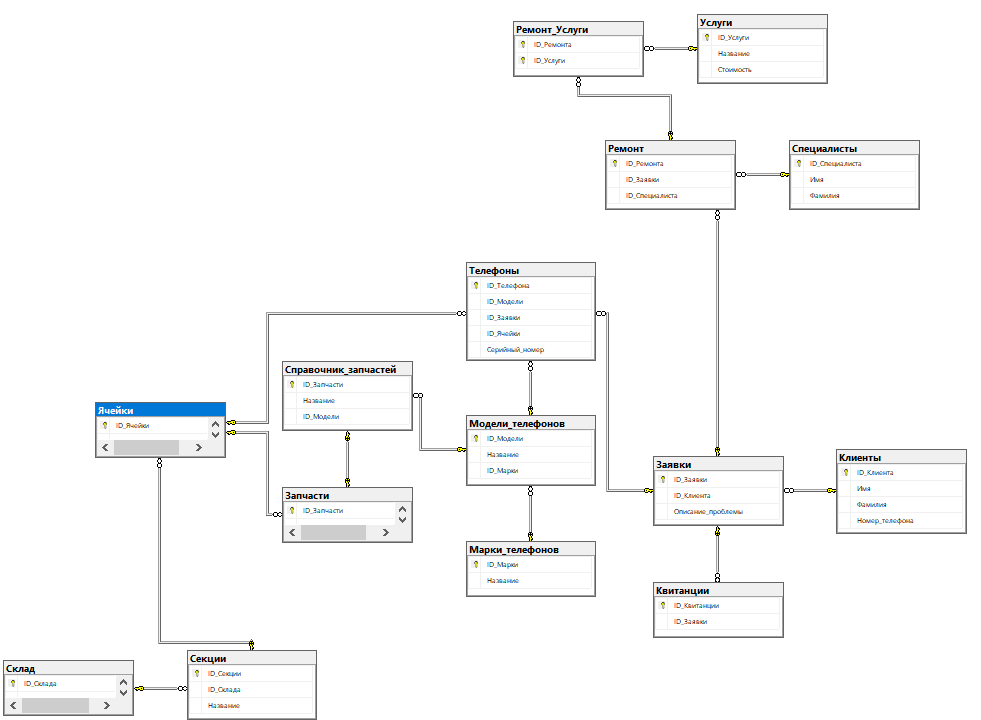 Ремонт_Услуги
ID_Ремонта
ID_Услуги
Услуги
ID_Услуги
Название
Стоимость
Ремонт
ID_Ремонта
ID_Заявки
ID_Специалиста
Специалисты
ID_Специалиста
Имя
Фамилия
Телефоны
ID_Телефона
ID_Модели
ID_Заявки
ID_Ячейки
Серийный_номер
Справочник_запчастей
ID_Запчасти
Название
ID_Модели
Ячейки
ID_Ячейки
Модели_телефонов
ID_Модели
Название
ID_Марки
Запчасти
ID_Запчасти
Заявки
ID_Заявки
ID_Клиента
Описание_проблемы
Клиенты
ID_Клиента
Имя
Фамилия
Номер_телефона
Марки_телефонов
ID_Марки
Название
Квитанции
ID_Квитанции
ID_Заявки
Склад
ID_Склада
Секции
ID_Секции
ID_Склада
Название